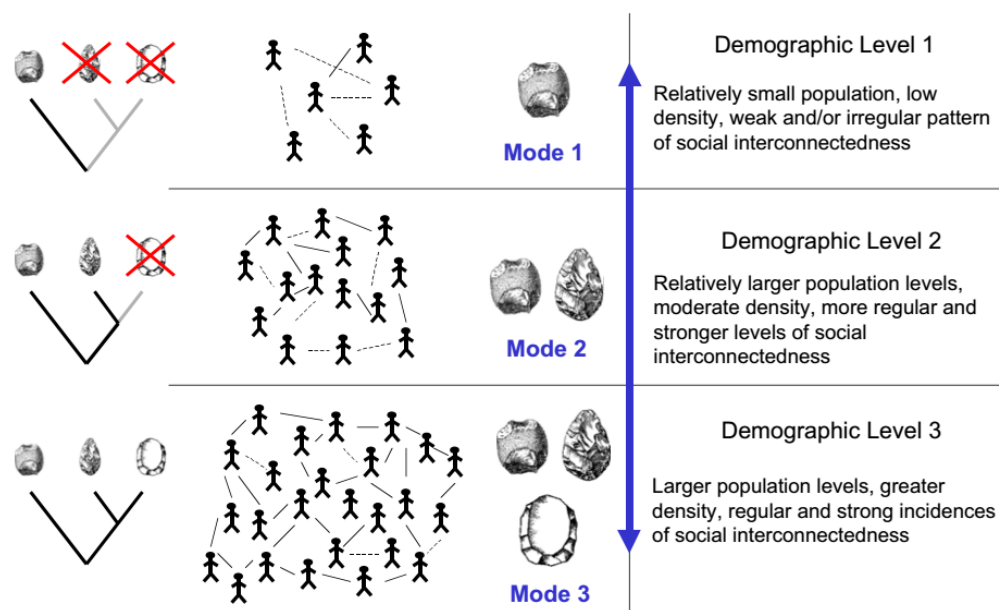 Demographic Level 1
Relatively small population, low
density, weak and/or irregular pattern
of social interconnectedness
Mode 1
Demographic Level 2
Relatively larger population levels,
moderate density, more regular and
stronger levels of social
interconnectedness
Mode 2
Demographic Level 3
Larger population levels, greater
density, regular and strong incidences
of social interconnectedness
Mode 3